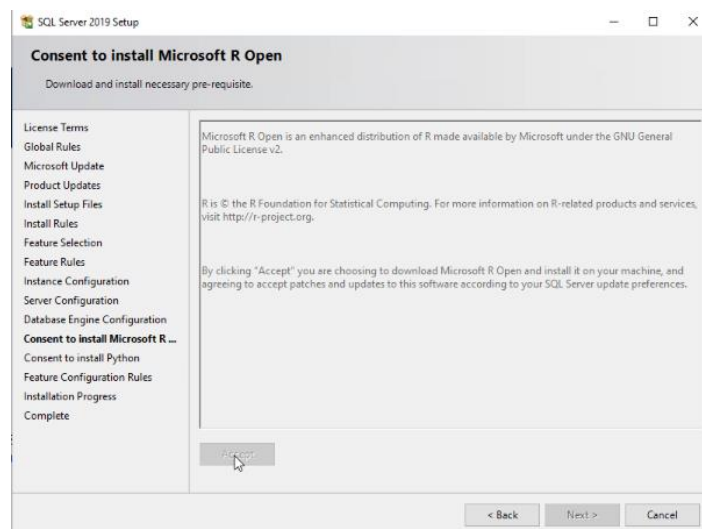 SQL Server 2019 Setup
Consent to install Microsoft R Open
Download and install necessary pre-requisite.
License Terms
Global Rules
Microsoft Update
Product Updates
Install Setup Files
Install Rules
Feature Selection
Feature Rules
Instance Configuration
Server Configuration
Database Engine Configuration
Consent to install Microsoft R ...
Consent to install Python
Feature Configuration Rules
Installation Progress
Complete
Microsoft R Open is an enhanced distribution of R made available by Microsoft under the GNU General
Public License v2.
R is © the R Foundation for Statistical Computing. For more information on R-related products and services,
visit http://r-project.org.
By clicking "Accept" you are choosing to download Microsoft R Open and install it on your machine, and
agreeing to accept patches and updates to this software according to your SQL Server update preferences.
Accept
< Back
Next >
Cancel